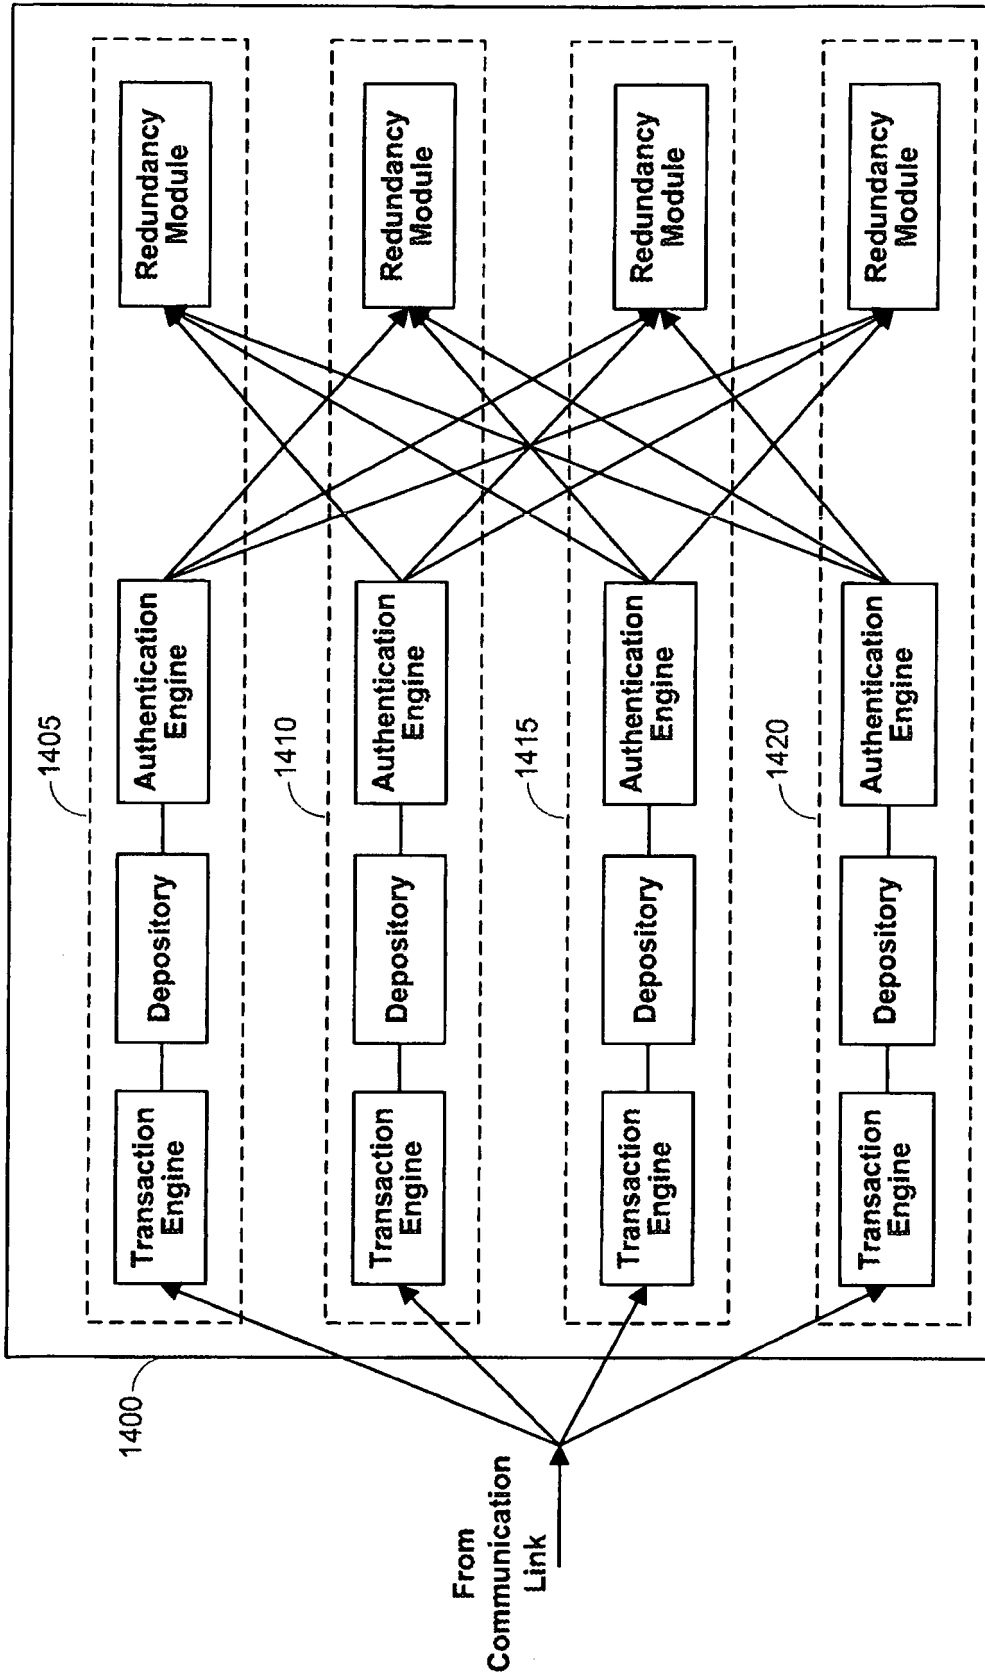 1400
From
Communication
Link
1405
Transaction
Engine
Depository
Authentication
Engine
Redundancy
Module
1410
Transaction
Engine
Depository
Authentication
Engine
Redundancy
Module
1415
Transaction
Engine
Depository
Authentication
Engine
Redundancy
Module
1420
Transaction
Engine
Depository
Authentication
Engine
Redundancy
Module